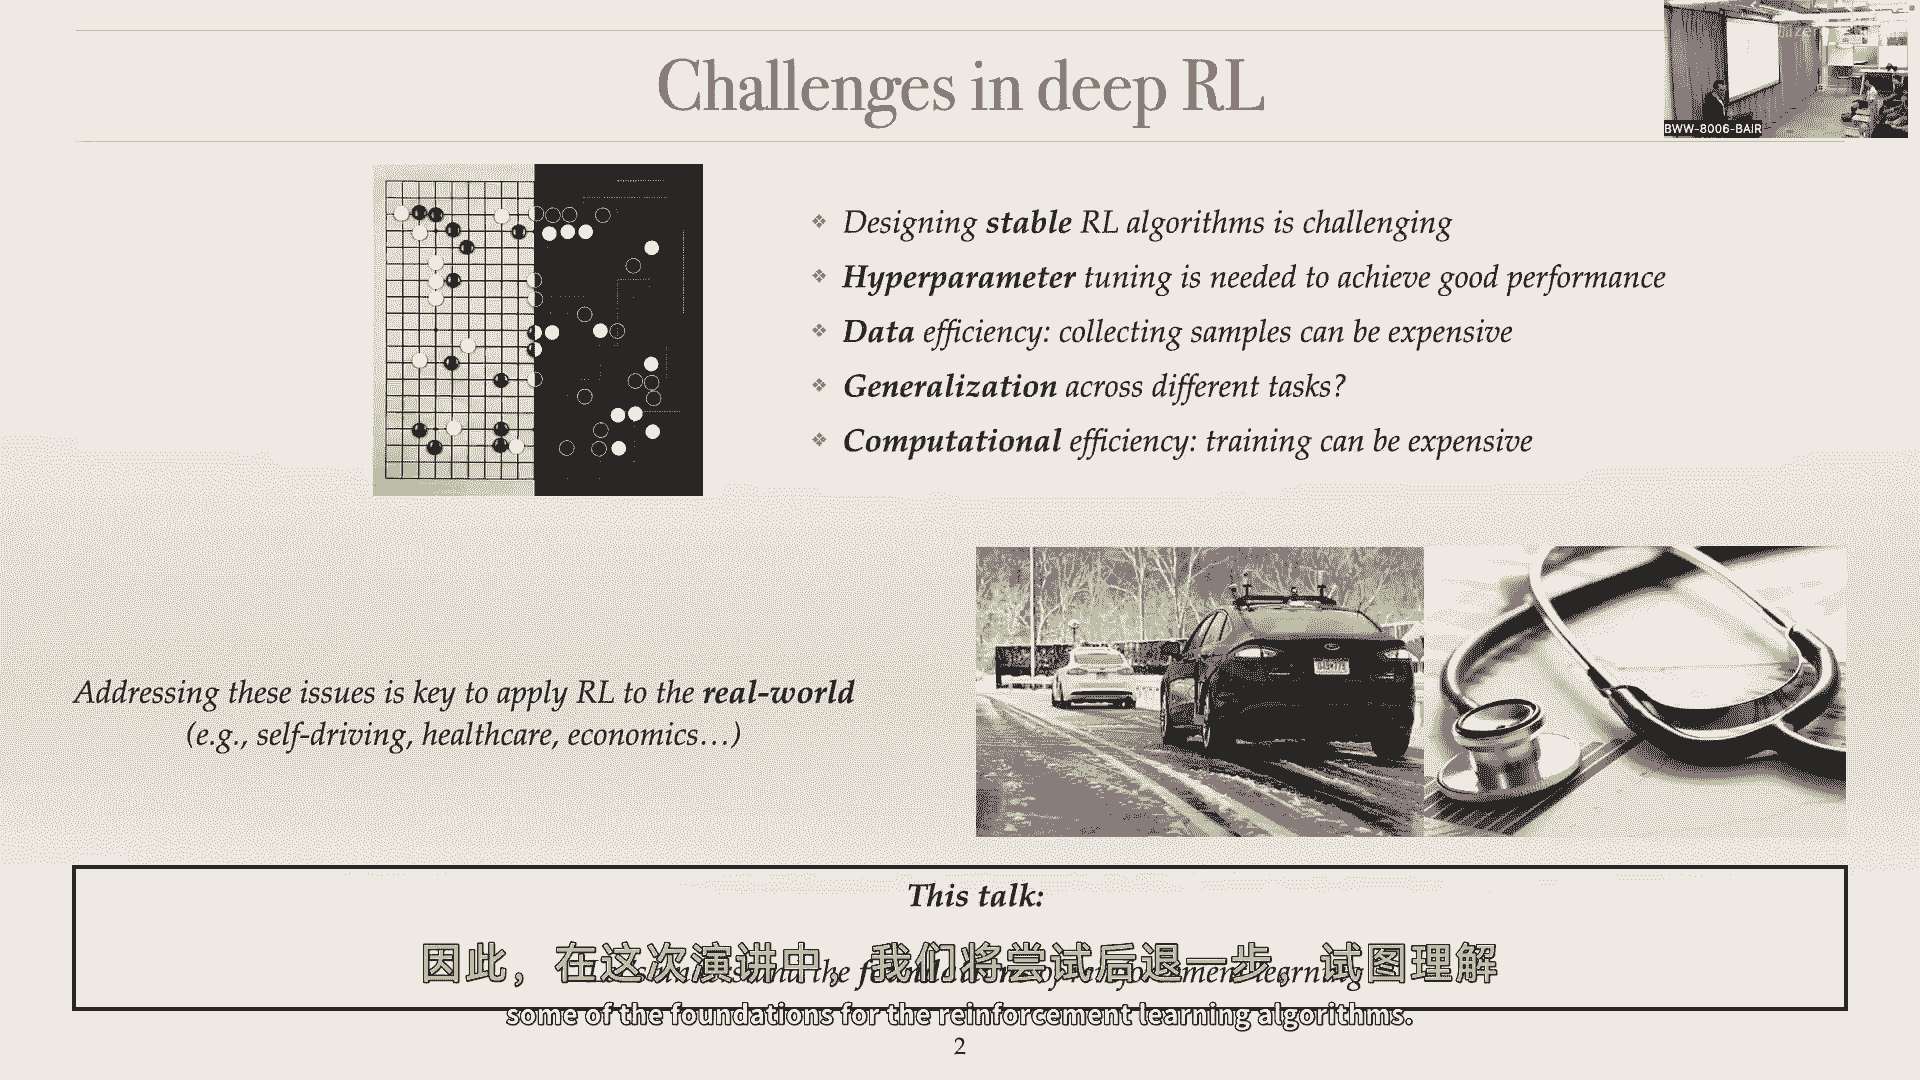 Challenges in deep RL
BWW-8006-BAIR
❖ Designing stable RL algorithms is challenging
❖ Hyperparameter tuning is needed to achieve good performance
❖ Data efficiency: collecting samples can be expensive
❖ Generalization across different tasks?
❖ Computational efficiency: training can be expensive
Addressing these issues is key to apply RL to the real-world
(e.g., self-driving, healthcare, economics…)
This talk:
因此，在这次演讲中，我们将尝试后退一步，试图理解
the learning
some of the foundations for the reinforcement learning algorithms.
2